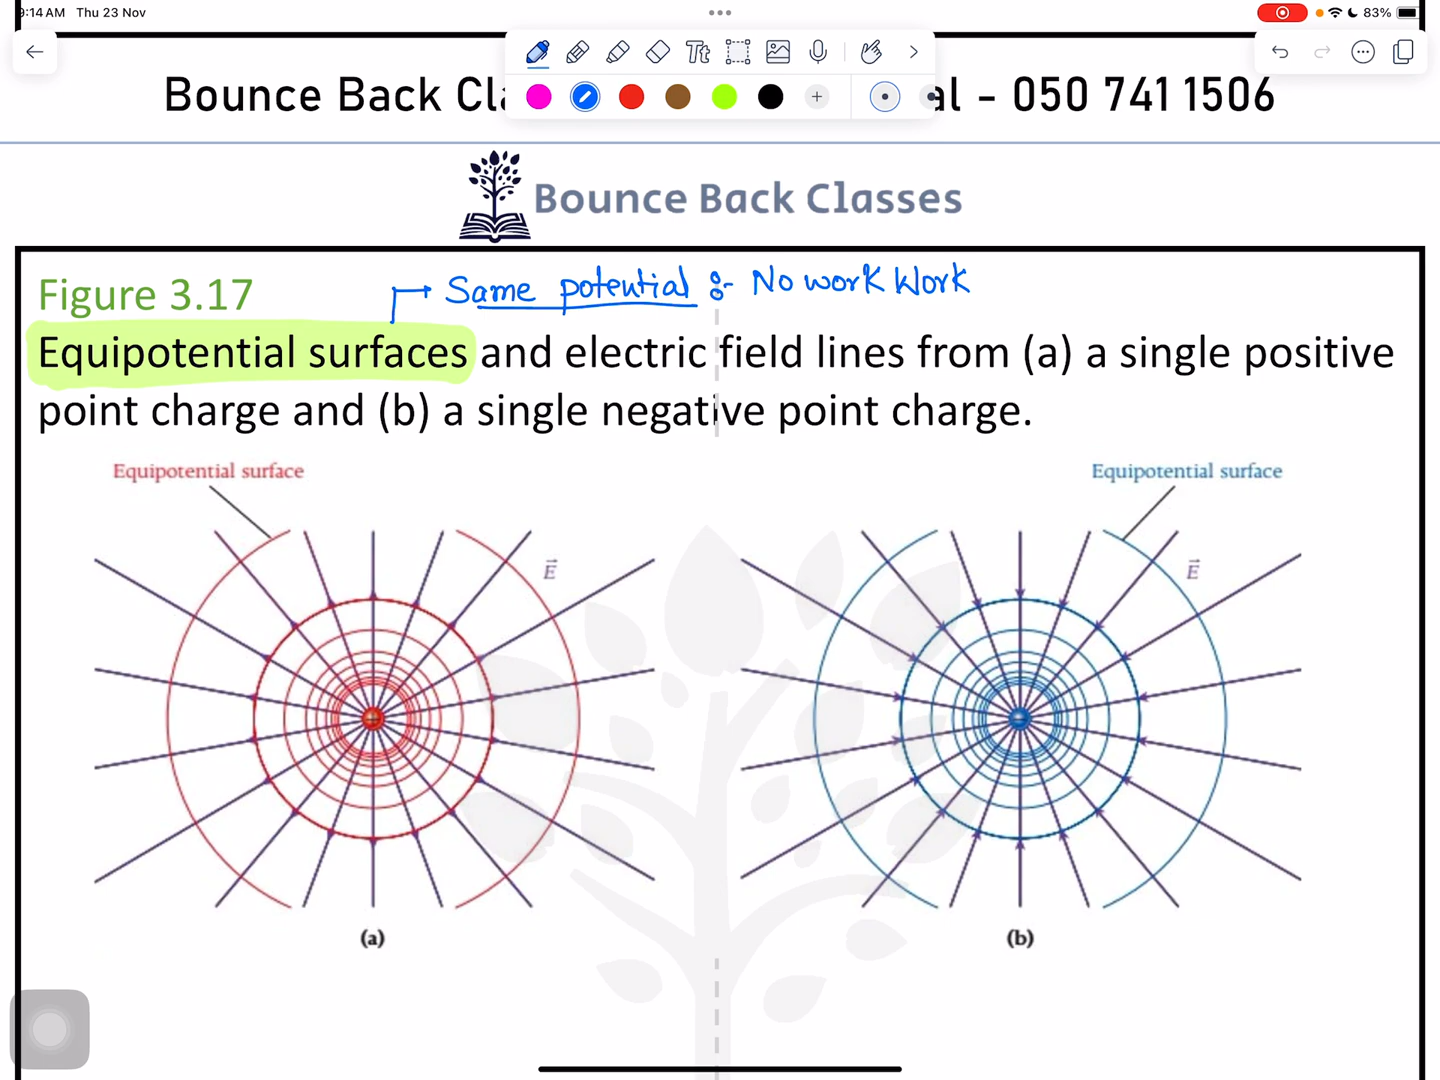 9:14 AM Thu 23 Nov
83%
Tt
Bounce Back Cla al - 050 741 1506
Bounce Back Classes
Figure 3.17
Same potential :- No work Work
Equipotential surfaces and electric field lines from (a) a single positive
point charge and (b) a single negative point charge.
Equipotential surface
Equipotential surface
E⃗
E⃗
(a)
(b)